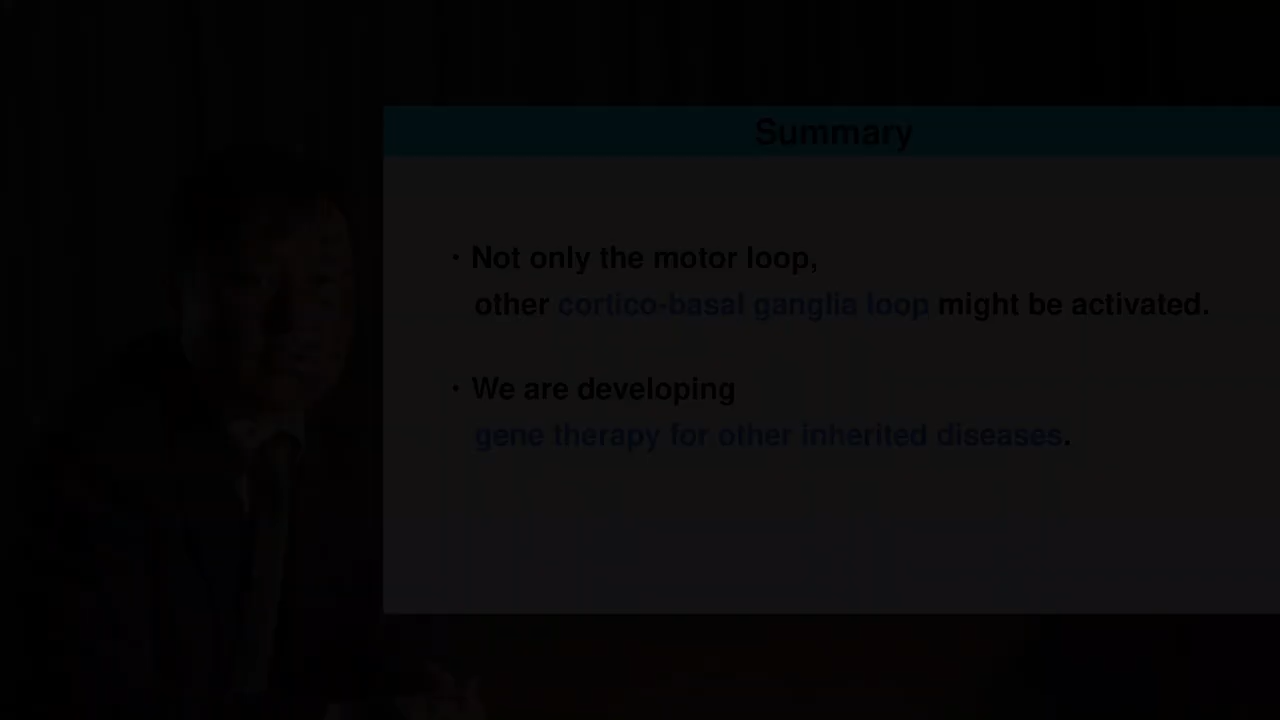 Summary
・Not only the motor loop,
other cortico-basal ganglia loop might be activated.
・We are developing
gene therapy for other inherited diseases.